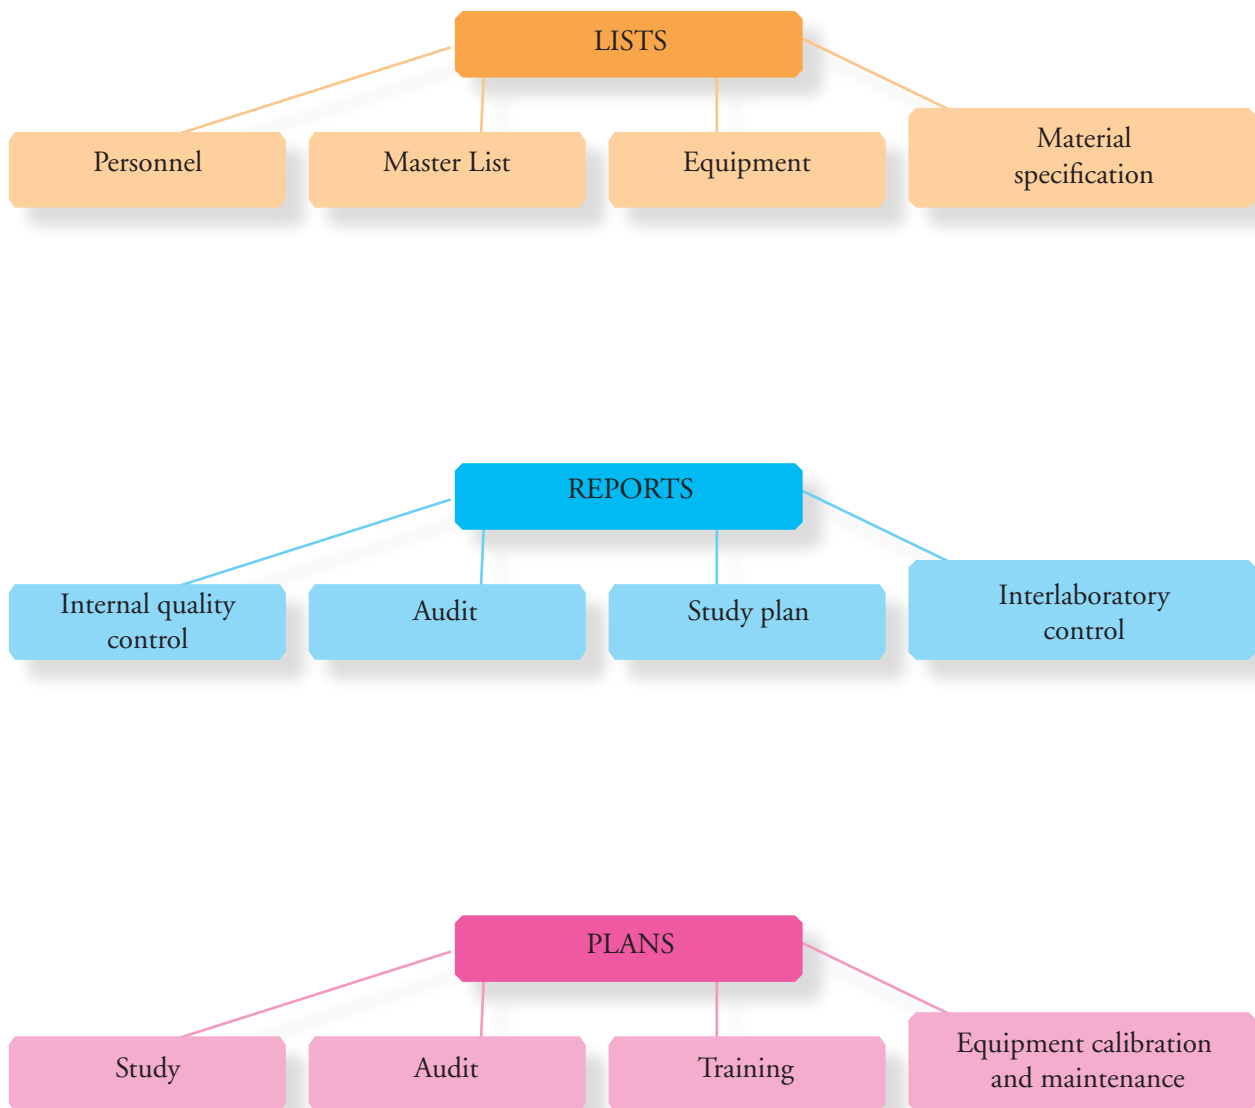 LISTS
Personnel
Master List
Equipment
Material
specification
REPORTS
Internal quality
control
Audit
Study plan
Interlaboratory
control
PLANS
Study
Audit
Training
Equipment calibration
and maintenance